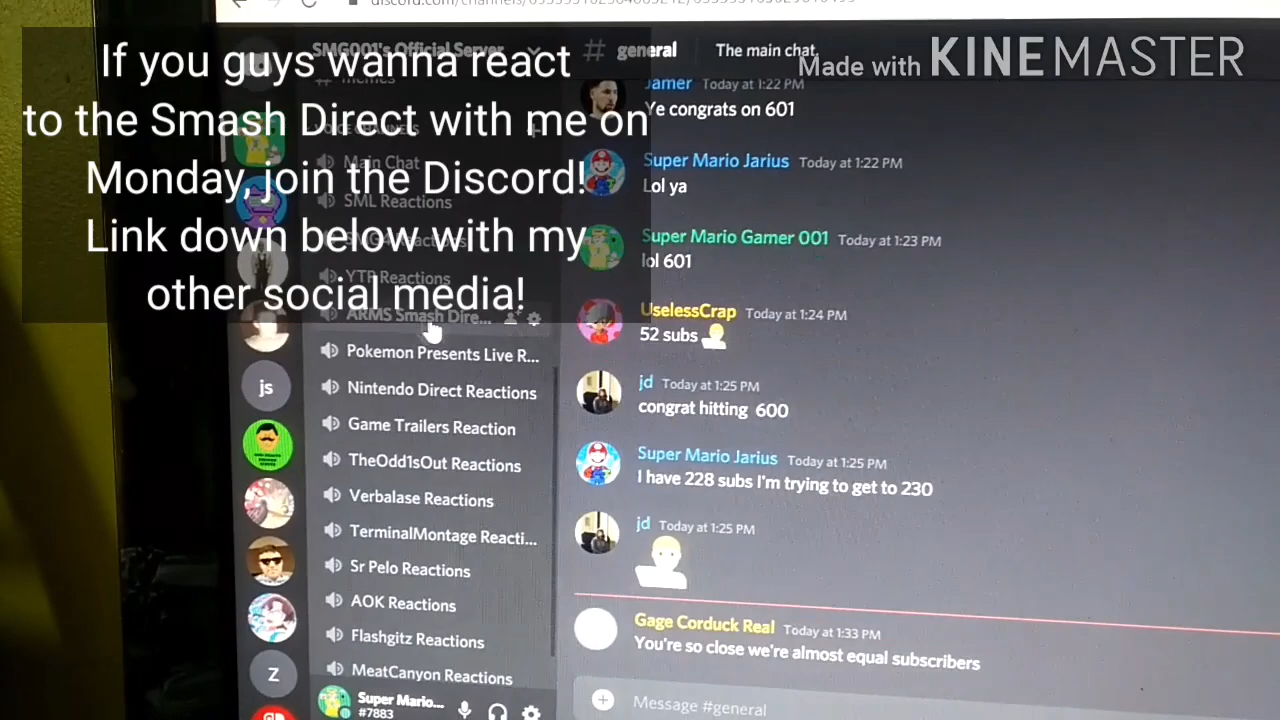 If you guys wanna react
to the Smash Direct with me on
Monday, join the Discord!
Link down below with my
other social media!
Made with KINEMASTER
SMG001's Official Server
# general
The main chat
memes
Main Chat
SML Reactions
YTP Reactions
ARMS Smash Dire...
Pokemon Presents Live R...
Nintendo Direct Reactions
Game Trailers Reaction
TheOdd1sOut Reactions
Verbalase Reactions
TerminalMontage Reacti...
Sr Pelo Reactions
AOK Reactions
Flashgitz Reactions
MeatCanyon Reactions
js
Z
Super Mario...
#7883
Jamer Today at 1:22 PM
Ye congrats on 601
Super Mario Jarius Today at 1:22 PM
Lol ya
Super Mario Gamer 001 Today at 1:23 PM
lol 601
UselessCrap Today at 1:24 PM
52 subs
jd Today at 1:25 PM
congrat hitting 600
Super Mario Jarius Today at 1:25 PM
I have 228 subs I'm trying to get to 230
jd Today at 1:25 PM
Gage Corduck Real Today at 1:33 PM
You're so close we're almost equal subscribers
Message #general